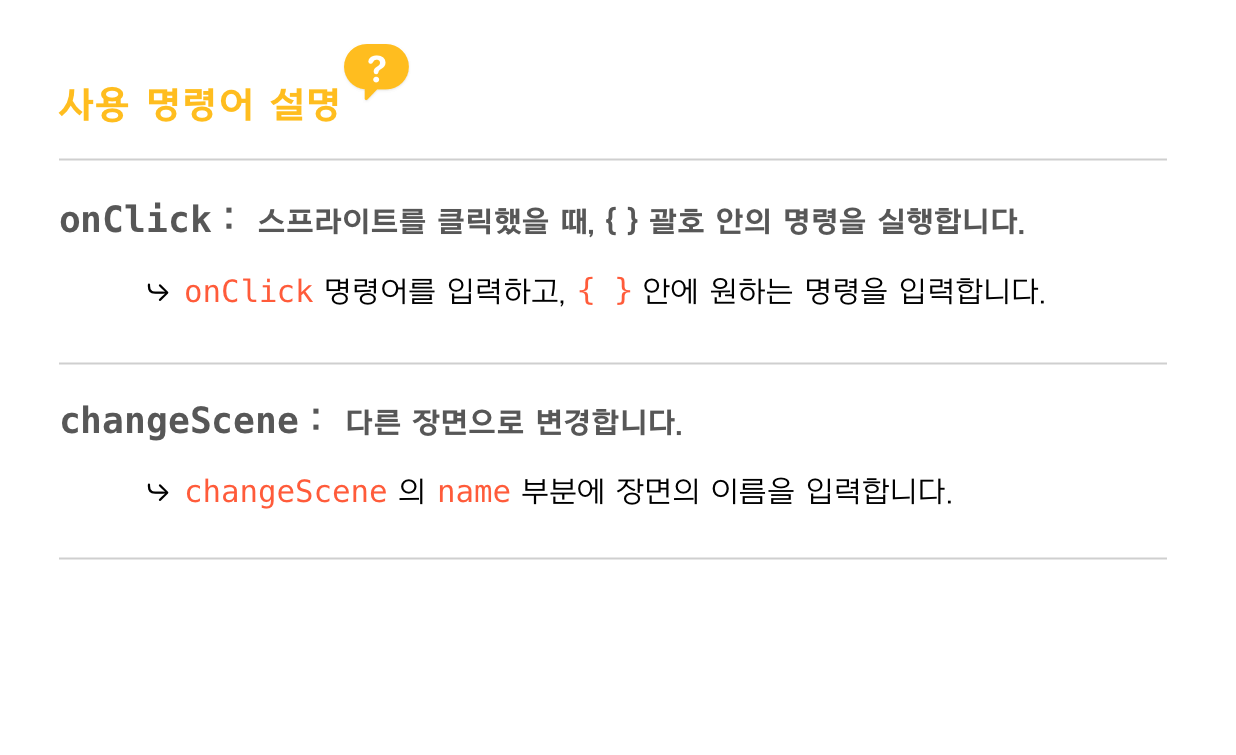 사용 명령어 설명 ?
onClick : 스프라이트를 클릭했을 때, { } 괄호 안의 명령을 실행합니다.
↪ onClick 명령어를 입력하고, { } 안에 원하는 명령을 입력합니다.
changeScene : 다른 장면으로 변경합니다.
↪ changeScene 의 name 부분에 장면의 이름을 입력합니다.